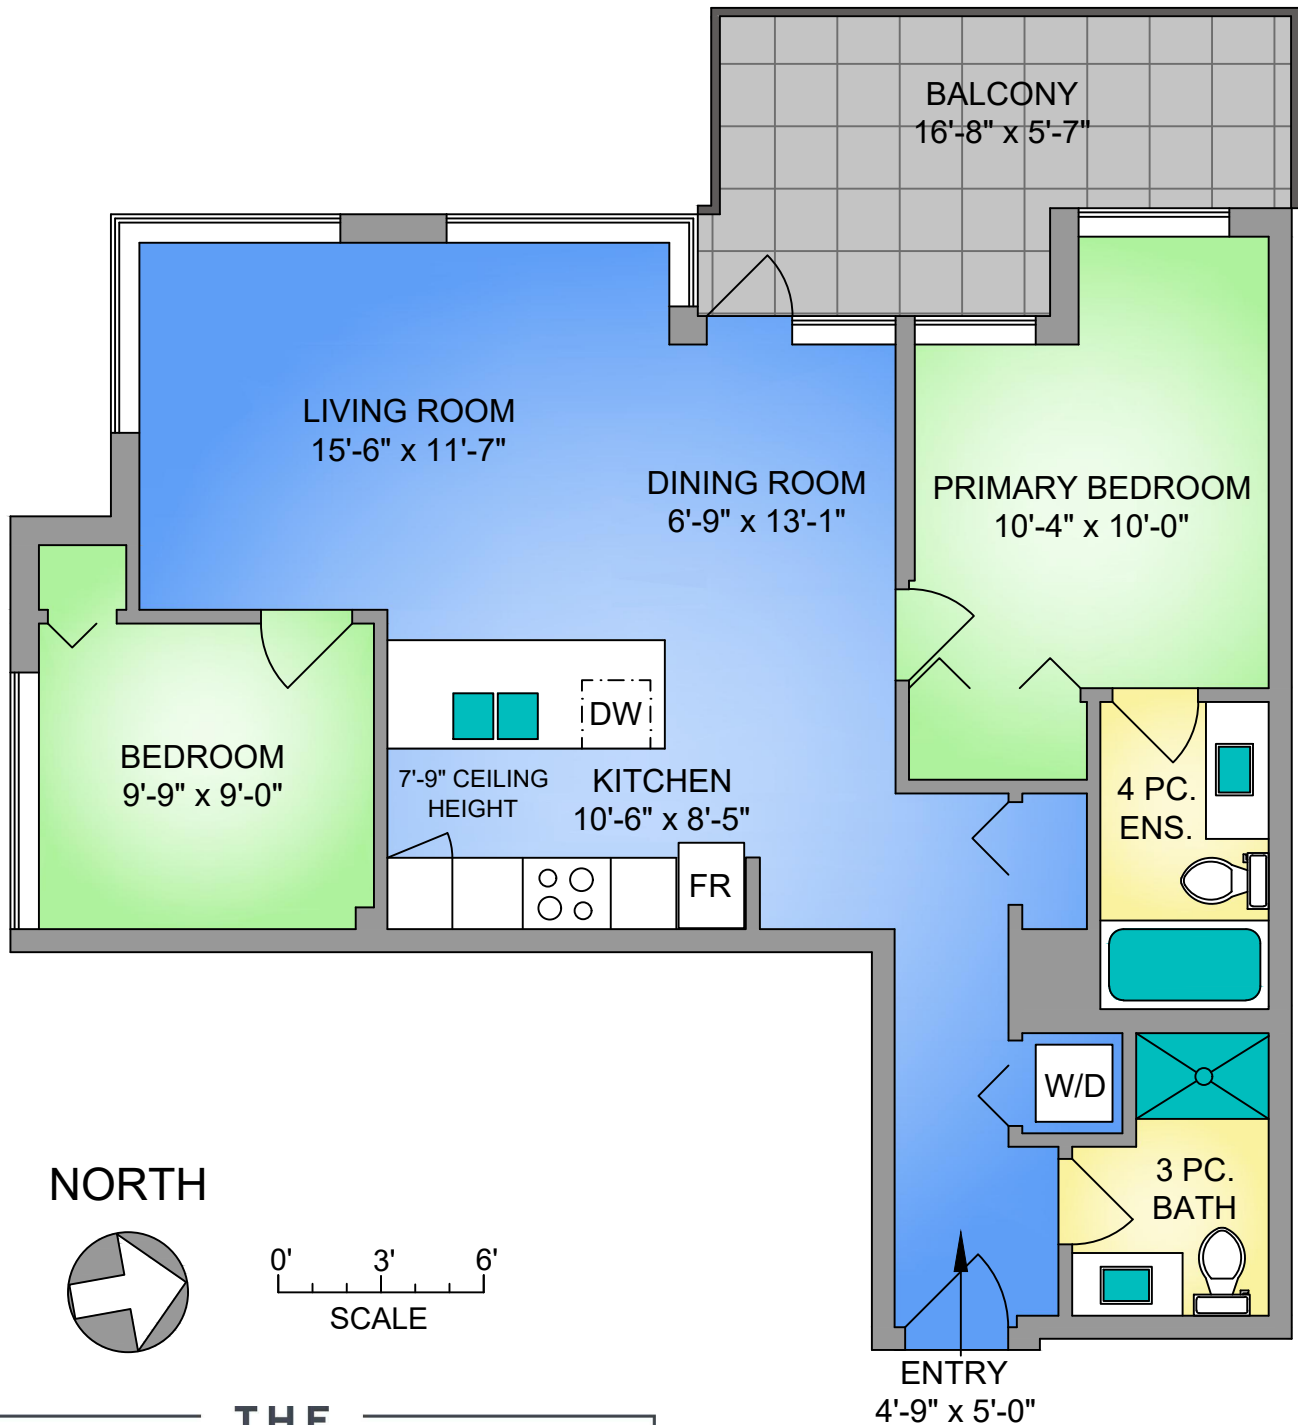 BALCONY
16'-8" x 5'-7"
LIVING ROOM
15'-6" x 11'-7"
DINING ROOM
6'-9" x 13'-1"
PRIMARY BEDROOM
10'-4" x 10'-0"
BEDROOM
9'-9" x 9'-0"
DW
7'-9" CEILING
HEIGHT
KITCHEN
10'-6" x 8'-5"
FR
4 PC.
ENS.
W/D
3 PC.
BATH
NORTH
0' 3' 6'
SCALE
ENTRY
4'-9" x 5'-0"
THE